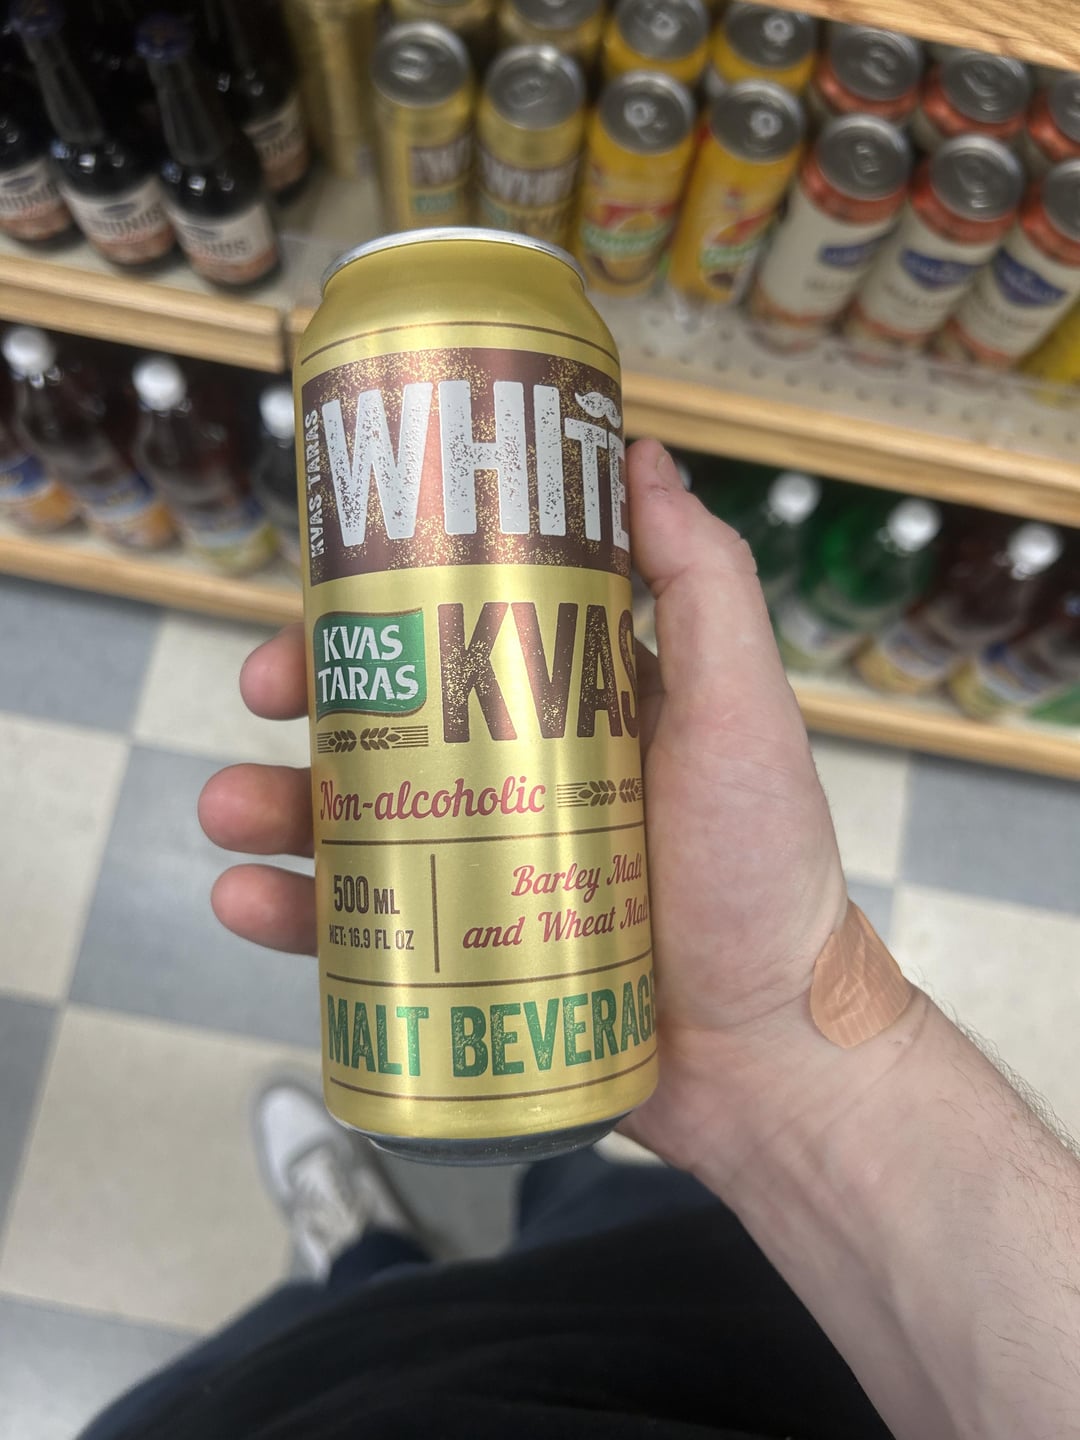 KVAS TARAS
WHITE
KVAS
TARAS
KVAS
Non-alcoholic
500 ML
NET: 16.9 FL OZ
Barley Malt
and Wheat Malt
MALT BEVERAGE